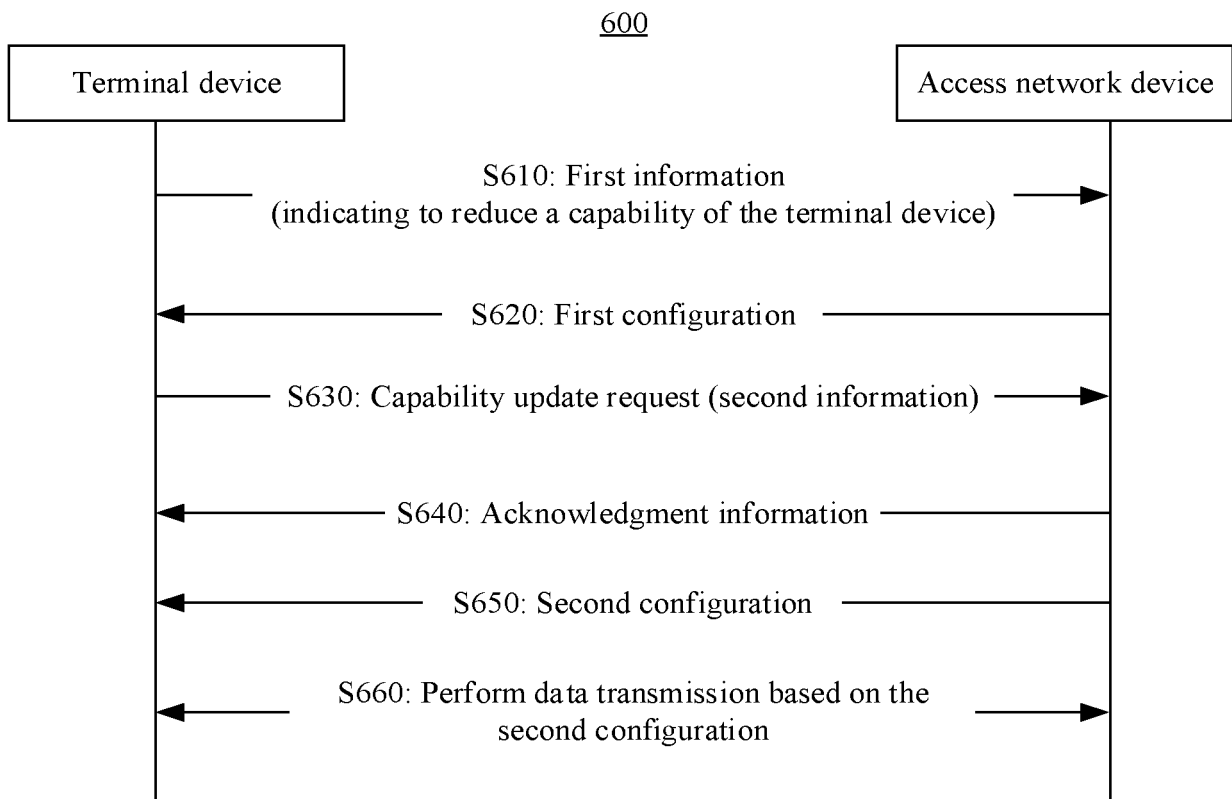 600
Terminal device
Access network device
S610: First information
(indicating to reduce a capability of the terminal device)
S620: First configuration
S630: Capability update request (second information)
S640: Acknowledgment information
S650: Second configuration
S660: Perform data transmission based on the
second configuration